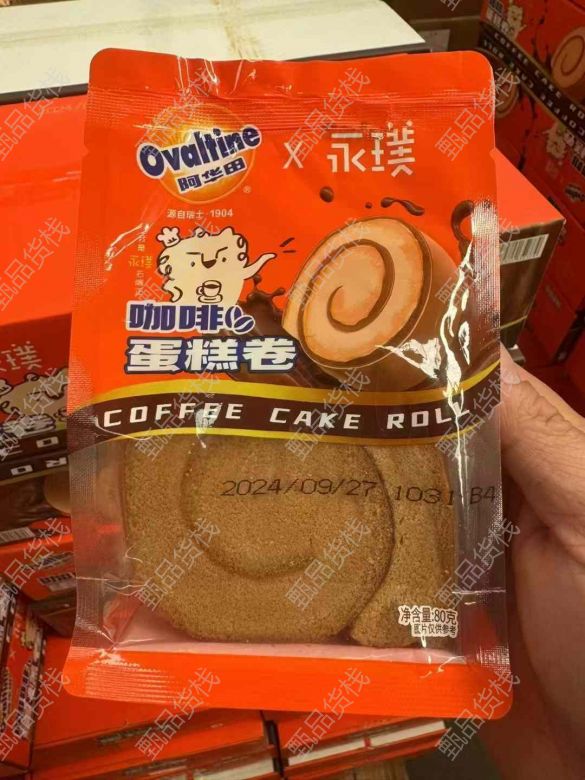 Ovaltine
阿华田
®
X
源自瑞士·1904
咖啡
蛋糕卷
COFFEE CAKE ROLL
2024/09/27 1031 B4
净含量:80克
图片仅供参考
甄品货栈